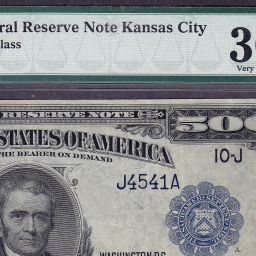 ral Reserve Note Kansas City
lass
3
Very
RESERVE NOTE
500
STATES OF AMERICA
THE BEARER ON DEMAND
10-J
J4541A
WASHINGTON, D.C.